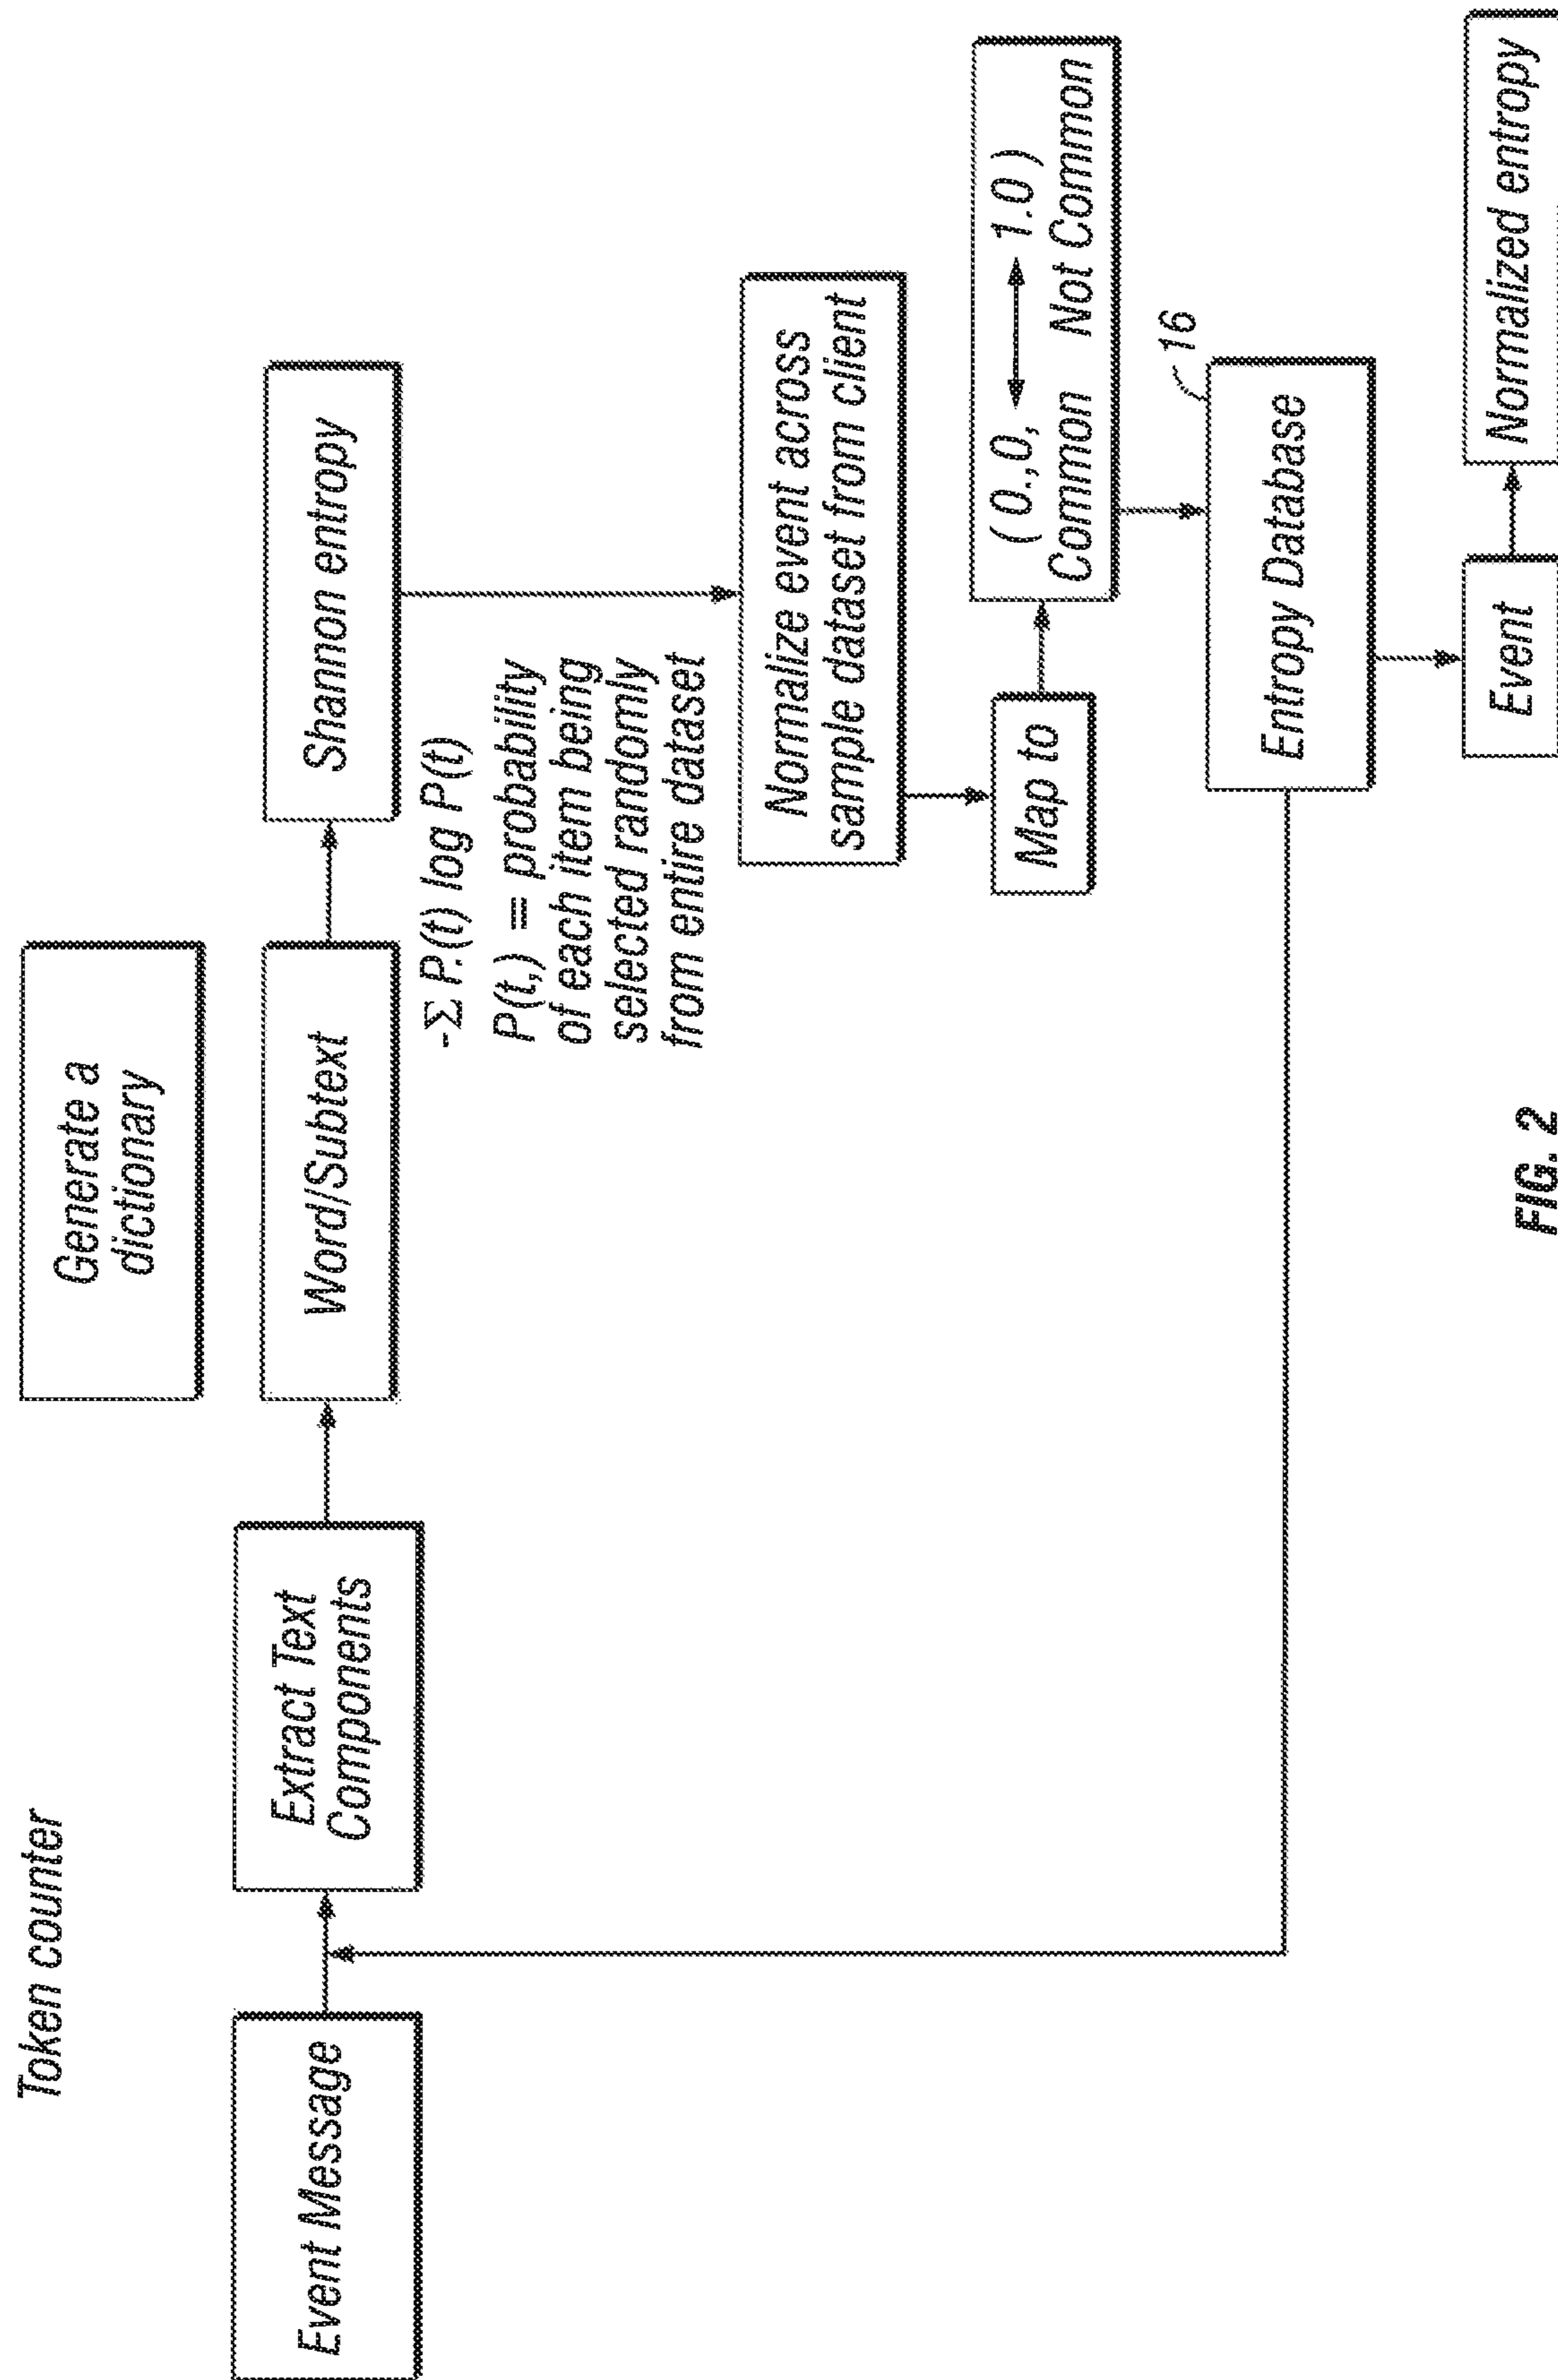 Token counter
Generate a
dictionary
Event Message
Extract Text
Components
Word/Subtext
Shannon entropy
-Σ P.(t) log P(t)
P(t,) = probability
of each item being
selected randomly
from entire dataset
Normalize event across
sample dataset from client
Map to
( 0.,0, 1.0 )
Common Not Common
16
Entropy Database
Event
Normalized entropy
FIG. 2